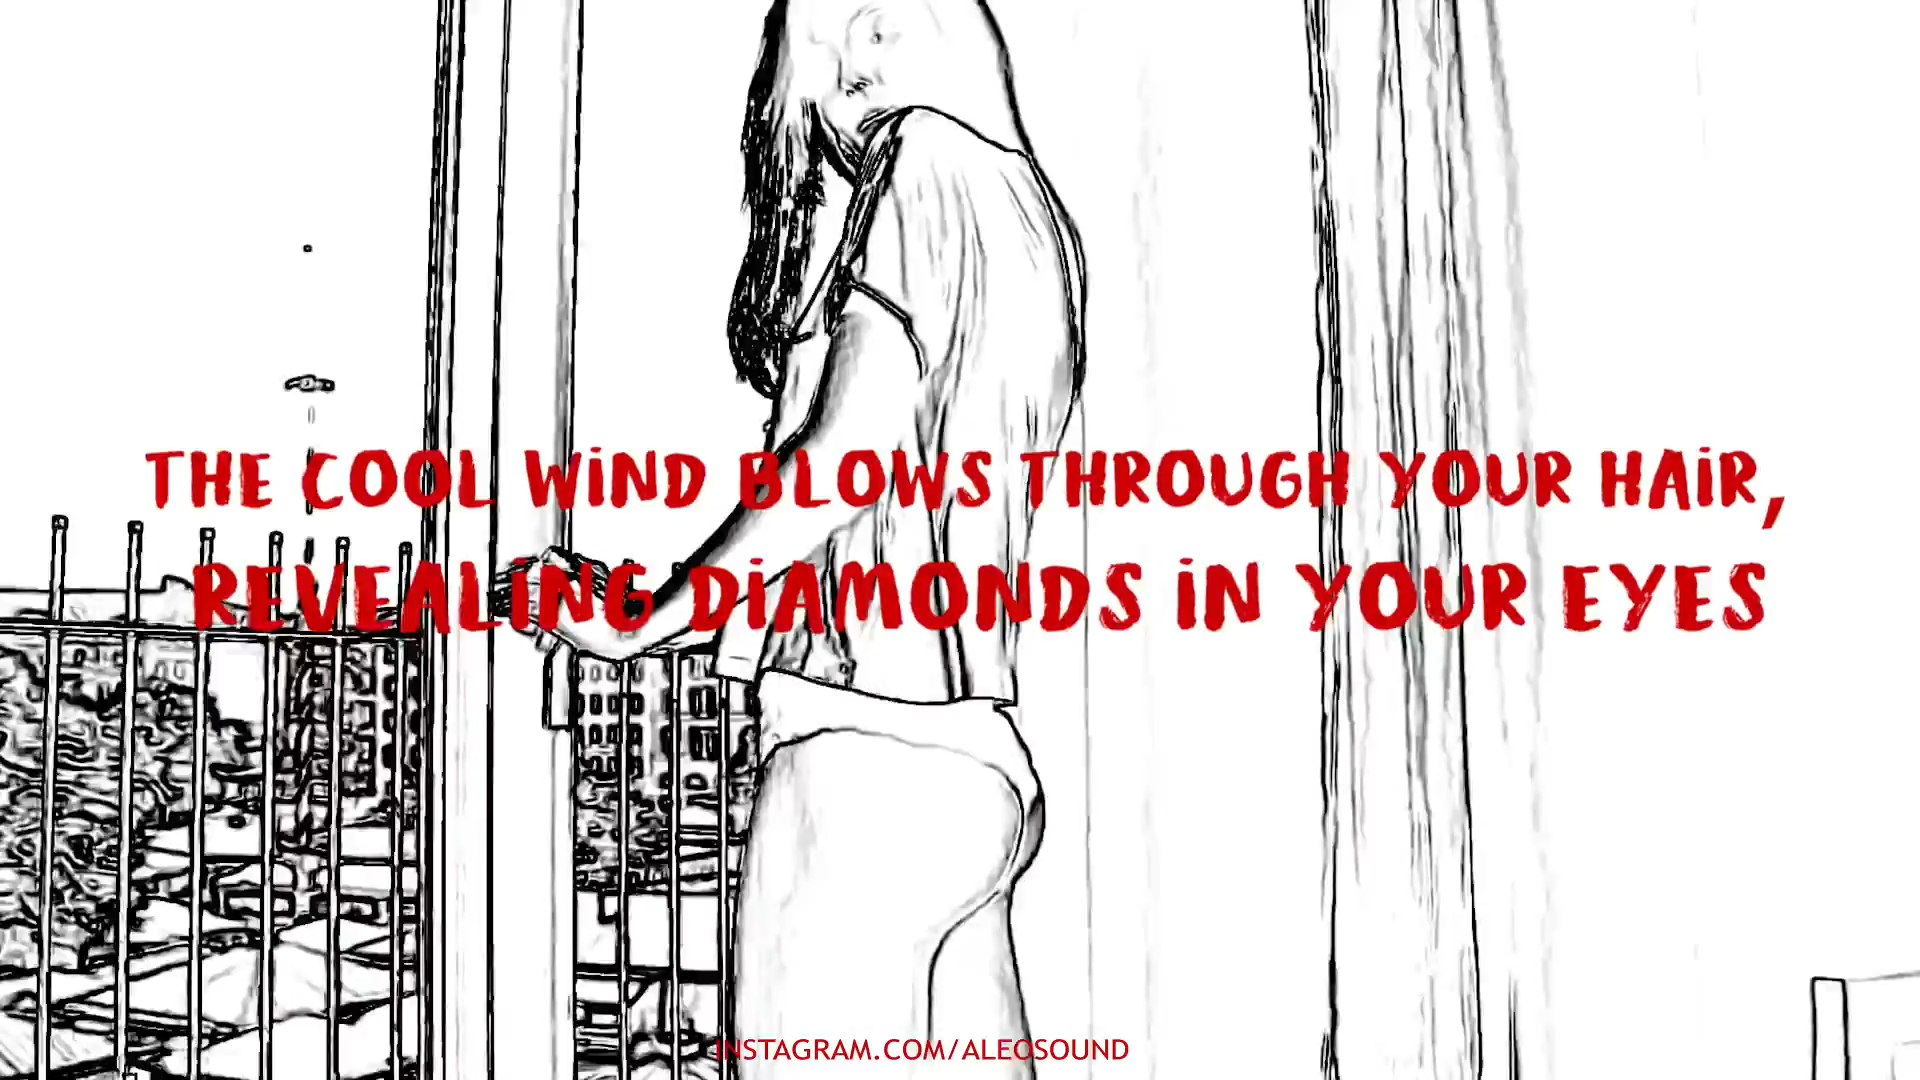 THE COOL WIND BLOWS THROUGH YOUR HAIR,
REVEALING DIAMONDS IN YOUR EYES
INSTAGRAM.COM/ALEOSOUND